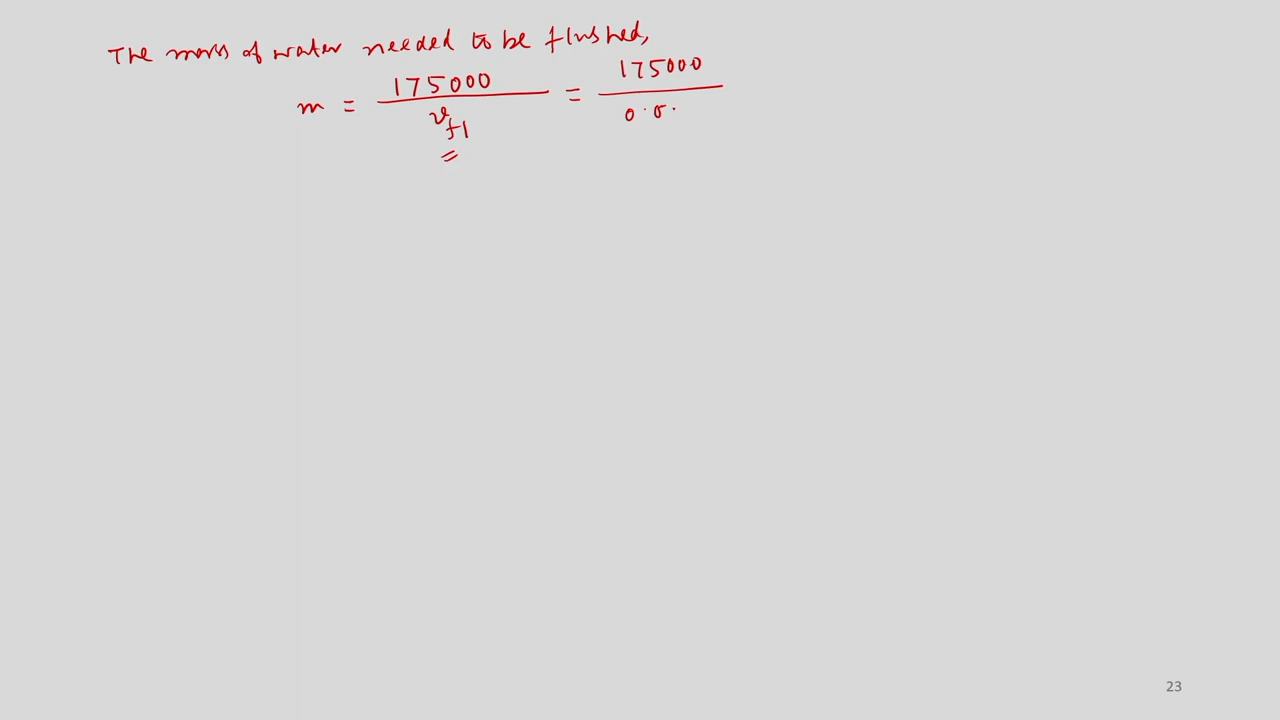 The mass of water needed to be flushed,
m = 175000 / v_f1 = 175000 / 0.0.
23